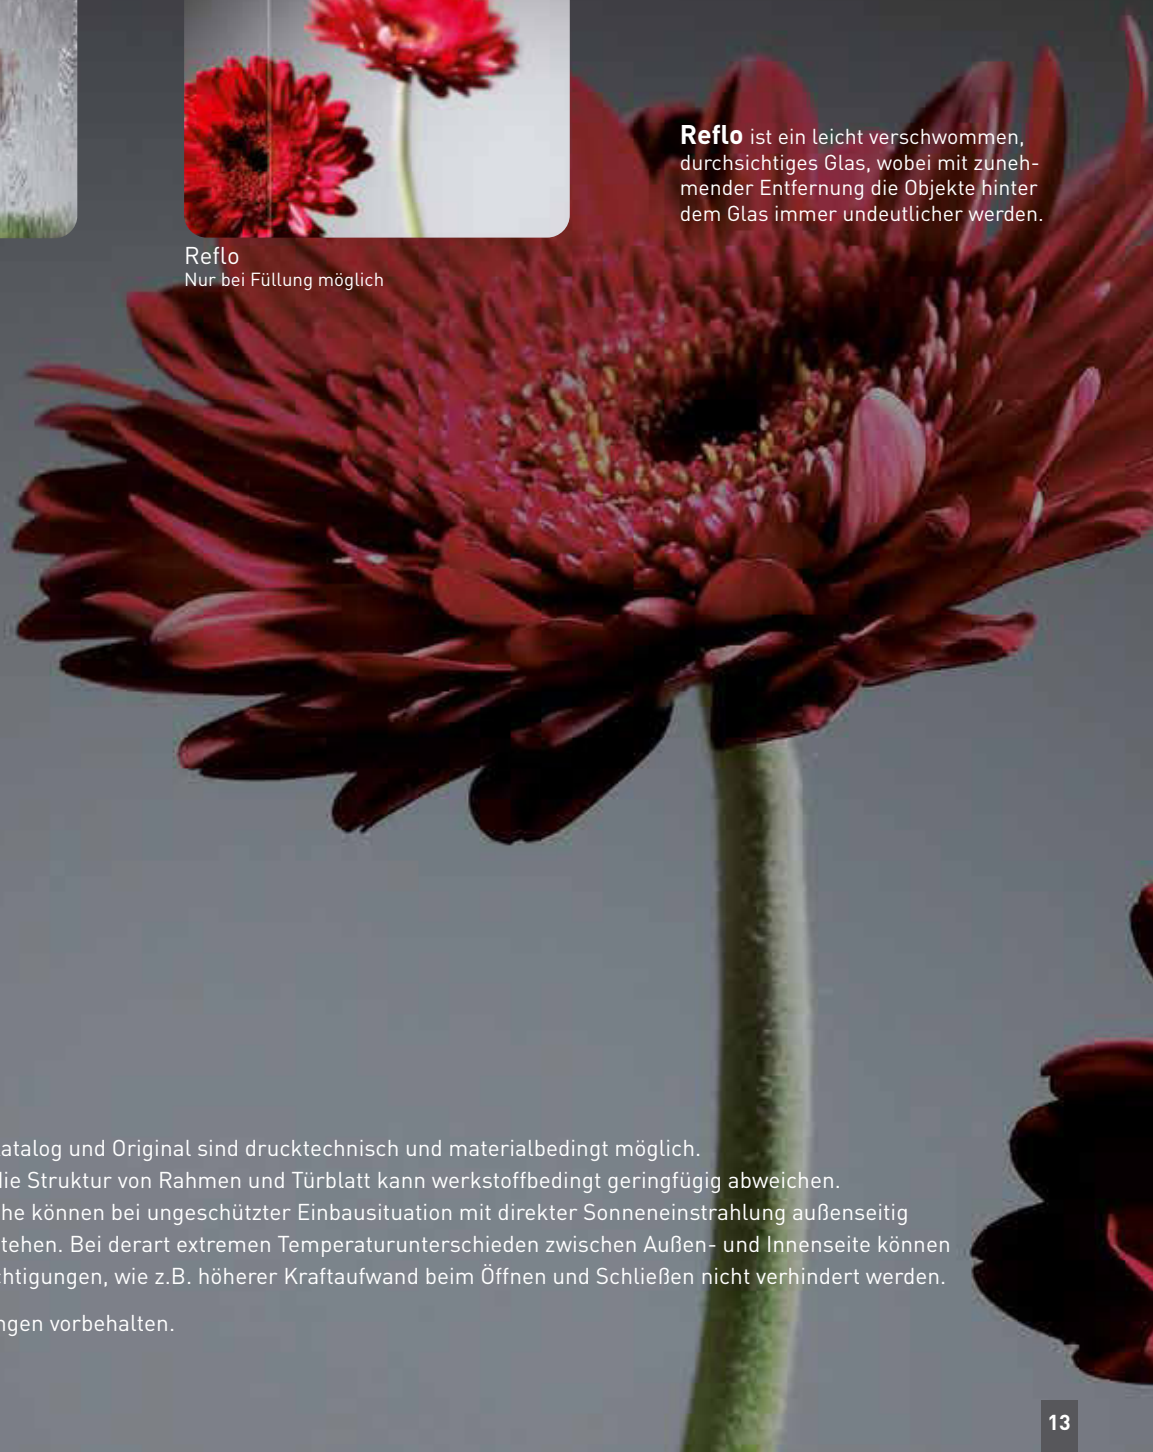 Reflo ist ein leicht verschwommen,
durchsichtiges Glas, wobei mit zuneh-
mender Entfernung die Objekte hinter
dem Glas immer undeutlicher werden.
Reflo
Nur bei Füllung möglich
atalog und Original sind drucktechnisch und materialbedingt möglich.
die Struktur von Rahmen und Türblatt kann werkstoffbedingt geringfügig abweichen.
he können bei ungeschützter Einbausituation mit direkter Sonneneinstrahlung außenseitig
tehen. Bei derart extremen Temperaturunterschieden zwischen Außen- und Innenseite können
htigungen, wie z.B. höherer Kraftaufwand beim Öffnen und Schließen nicht verhindert werden.
ngen vorbehalten.
13